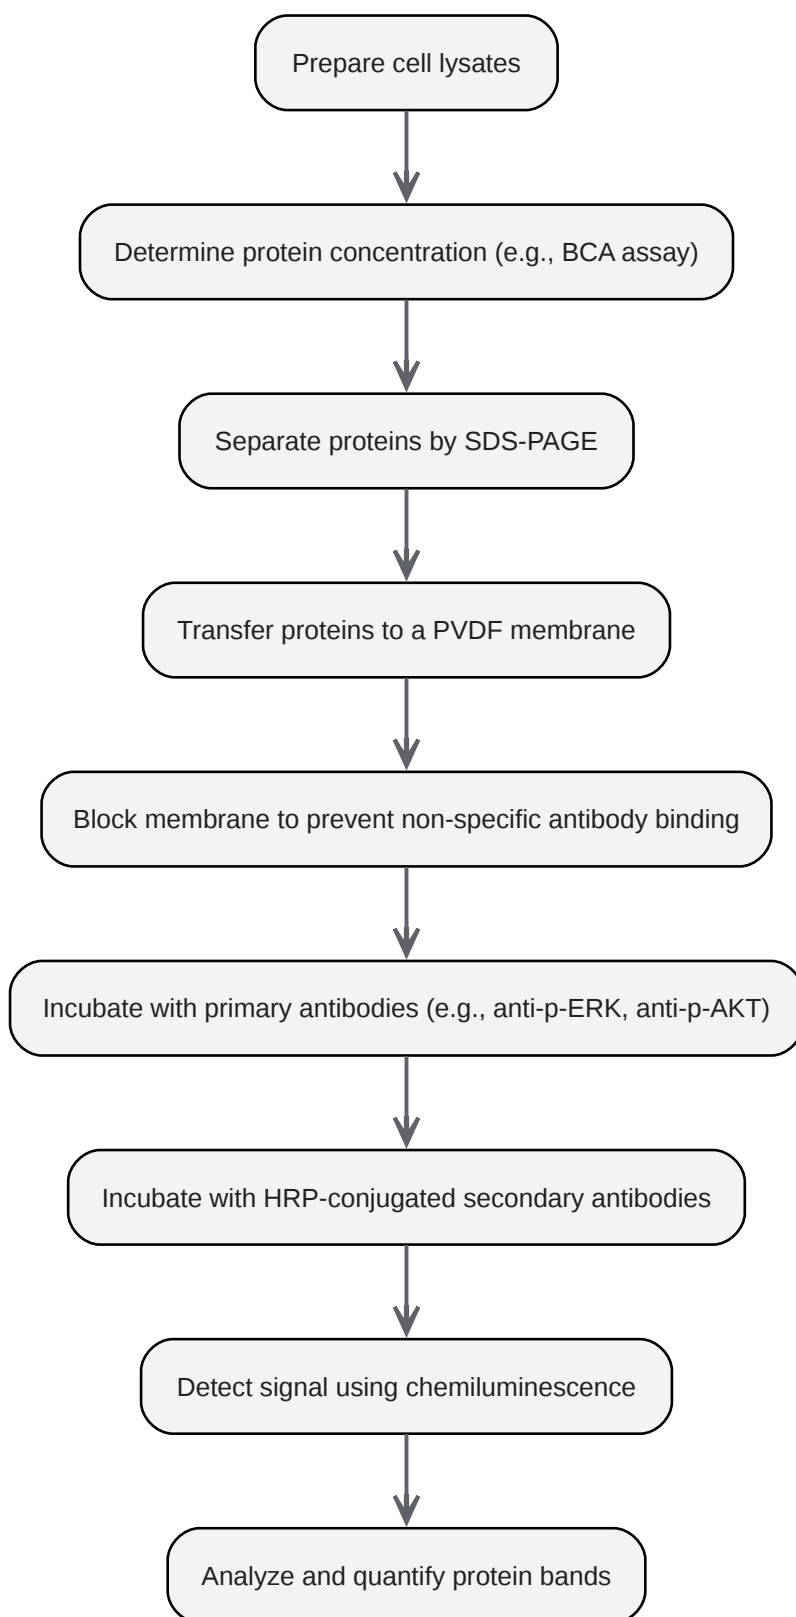 Prepare cell lysates
Determine protein concentration (e.g., BCA assay)
Separate proteins by SDS-PAGE
Transfer proteins to a PVDF membrane
Block membrane to prevent non-specific antibody binding
Incubate with primary antibodies (e.g., anti-p-ERK, anti-p-AKT)
Incubate with HRP-conjugated secondary antibodies
Detect signal using chemiluminescence
Analyze and quantify protein bands